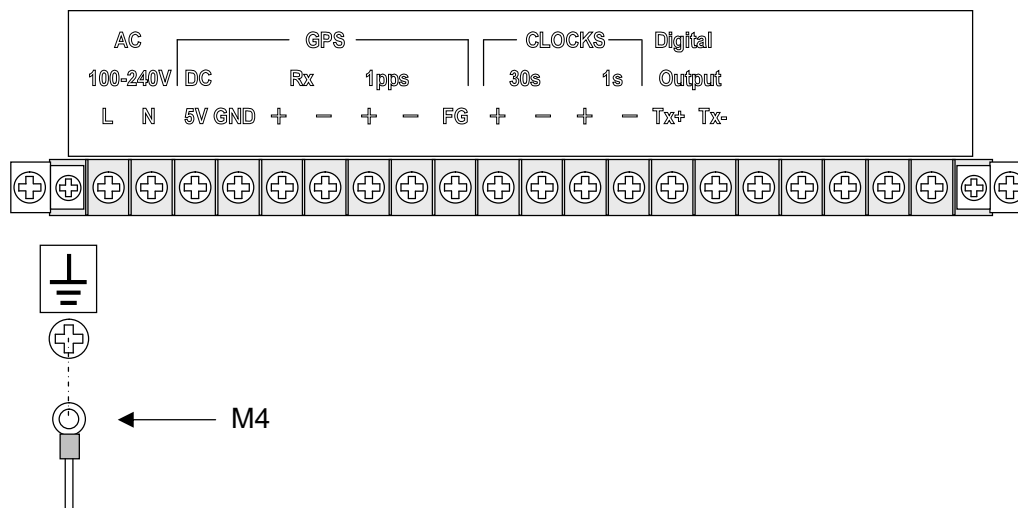 AC GPS CLOCKS Digital
100-240V DC Rx 1pps 30s 1s Output
L N 5V GND + − + − FG + − + − Tx+ Tx-
M4